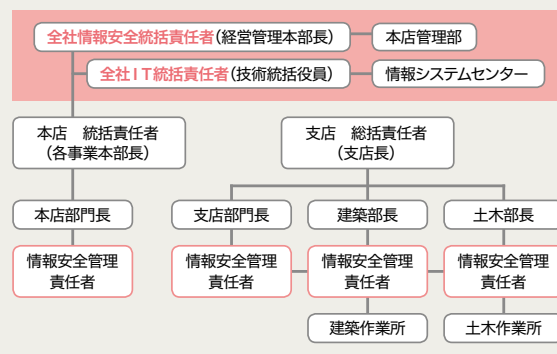 全社情報安全統括責任者(経営管理本部長)
本店管理部
全社IT統括責任者(技術統括役員)
情報システムセンター
本店　統括責任者
(各事業本部長)
支店　総括責任者
(支店長)
本店部門長
支店部門長
建築部長
土木部長
情報安全管理
責任者
情報安全管理
責任者
情報安全管理
責任者
情報安全管理
責任者
建築作業所
土木作業所